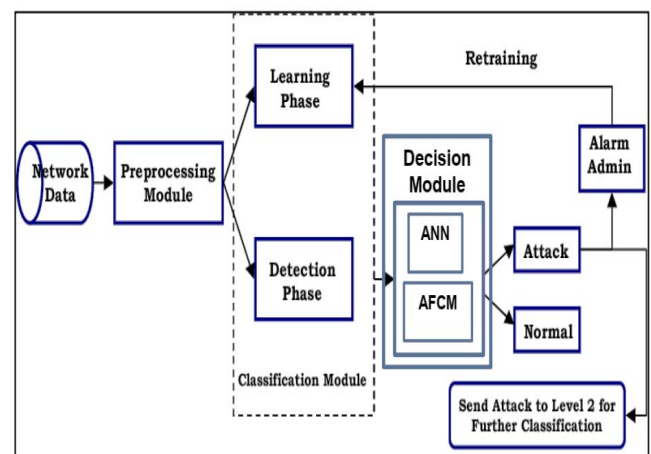 Network
Data
Preprocessing
Module
Learning
Phase
Detection
Phase
Classification Module
Retraining
Decision
Module
ANN
AFCM
Attack
Normal
Alarm
Admin
Send Attack to Level 2 for
Further Classification